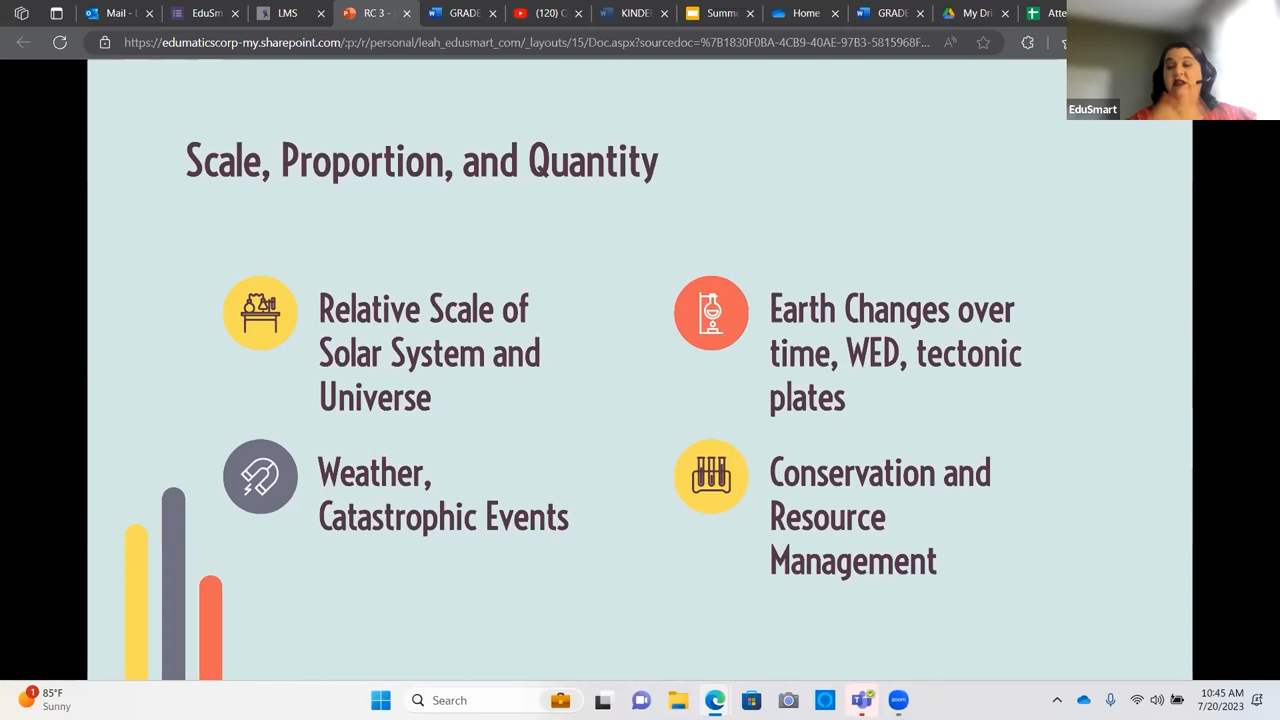 Mail -
EduSm
LMS
RC 3 -
GRADE
(120) C
KINDE
Summ
Home
GRADE
My Dri
Atte
https://edumaticscorp-my.sharepoint.com/:p:/r/personal/leah_edusmart_com/_layouts/15/Doc.aspx?sourcedoc=%7B1830F0BA-4CB9-40AE-97B3-5815968F...
EduSmart
Scale, Proportion, and Quantity
Relative Scale of
Solar System and
Universe
Earth Changes over
time, WED, tectonic
plates
Weather,
Catastrophic Events
Conservation and
Resource
Management
1
85°F
Sunny
Search
10:45 AM
7/20/2023